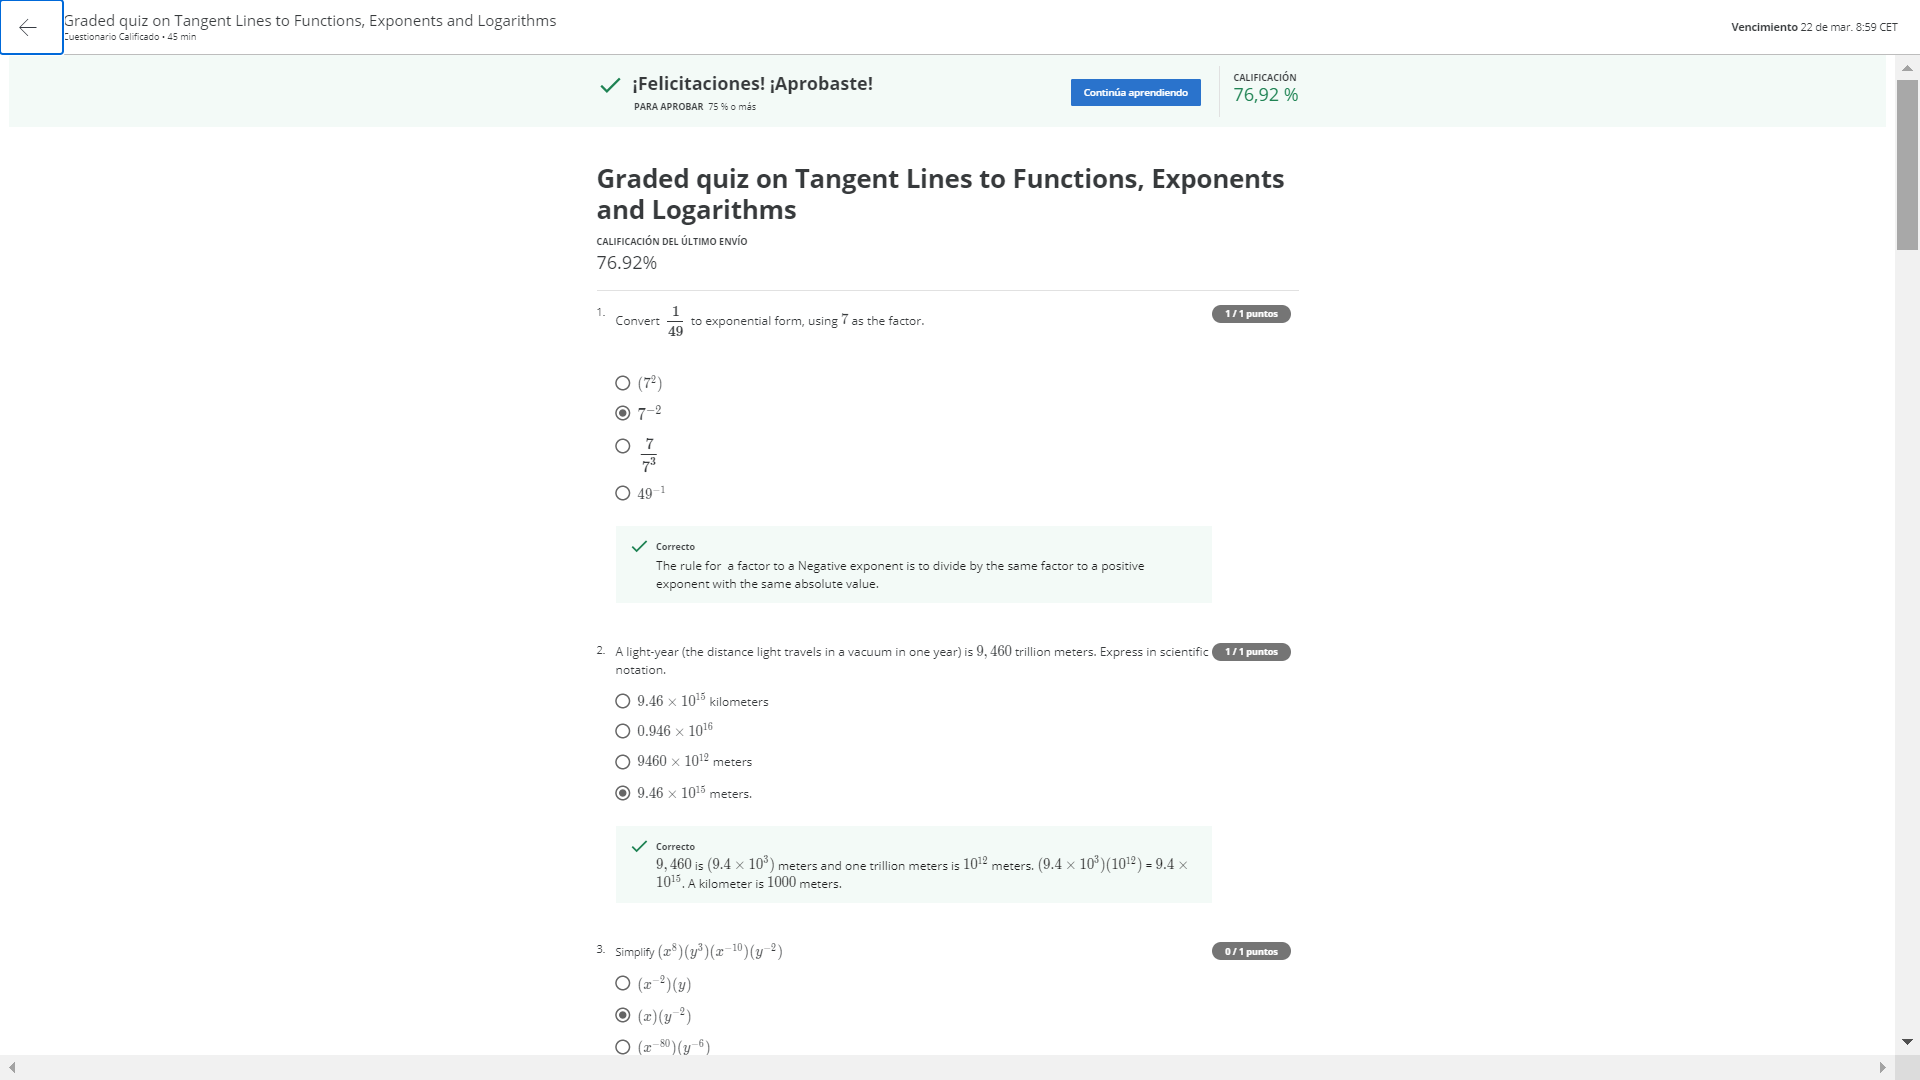 Graded quiz on Tangent Lines to Functions, Exponents and Logarithms
Cuestionario Calificado • 45 min
Vencimiento 22 de mar. 8:59 CET
¡Felicitaciones! ¡Aprobaste!
PARA APROBAR 75 % o más
Continúa aprendiendo
CALIFICACIÓN
76,92 %
Graded quiz on Tangent Lines to Functions, Exponents
and Logarithms
CALIFICACIÓN DEL ÚLTIMO ENVÍO
76.92%
1. Convert 1/49 to exponential form, using 7 as the factor.
1 / 1 puntos
(7²)
7⁻²
7/7³
49⁻¹
Correcto
The rule for a factor to a Negative exponent is to divide by the same factor to a positive
exponent with the same absolute value.
2. A light-year (the distance light travels in a vacuum in one year) is 9,460 trillion meters. Express in scientific
notation.
1 / 1 puntos
9.46 × 10¹⁵ kilometers
0.946 × 10¹⁶
9460 × 10¹² meters
9.46 × 10¹⁵ meters.
Correcto
9,460 is (9.4 × 10³) meters and one trillion meters is 10¹² meters. (9.4 × 10³)(10¹²) = 9.4 ×
10¹⁵. A kilometer is 1000 meters.
3. Simplify (x⁸)(y³)(x⁻¹⁰)(y⁻²)
0 / 1 puntos
(x⁻²)(y)
(x)(y⁻²)
(x⁻⁸⁰)(y⁻⁶)